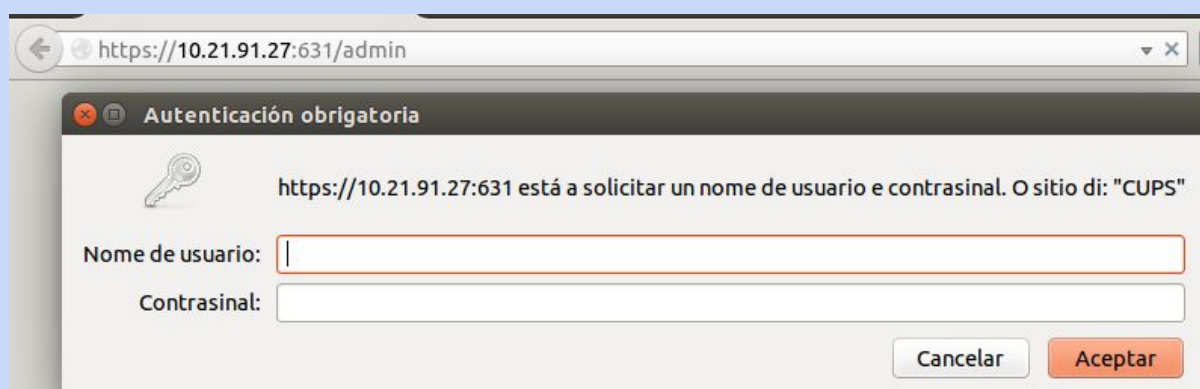 https://10.21.91.27:631/admin
Autenticación obrigatoria
https://10.21.91.27:631 está a solicitar un nome de usuario e contrasinal. O sitio di: "CUPS"
Nome de usuario:
Contrasinal:
Cancelar Aceptar